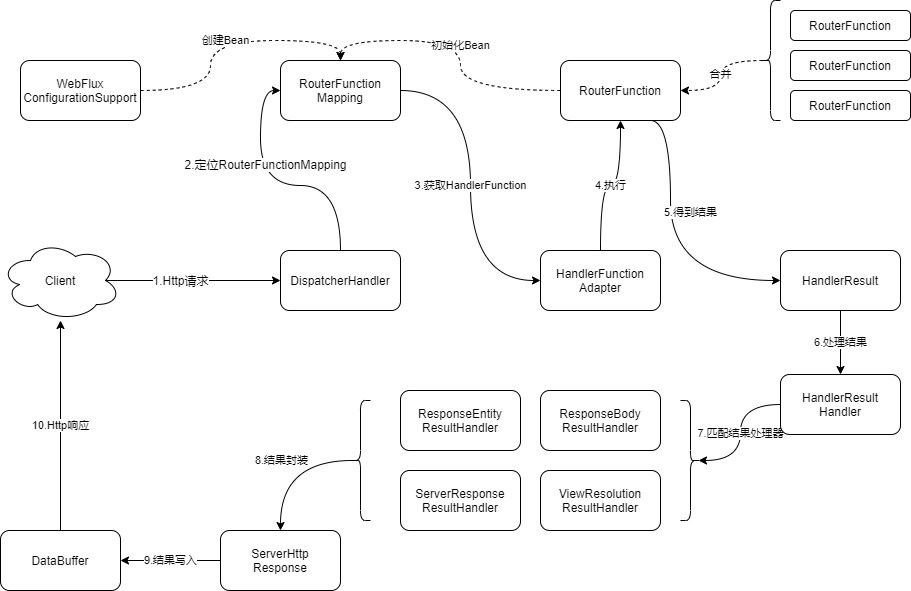 RouterFunction
创建Bean
初始化Bean
RouterFunction
合并
WebFlux
ConfigurationSupport
RouterFunction
Mapping
RouterFunction
RouterFunction
2.定位RouterFunctionMapping
3.获取HandlerFunction
4.执行
5.得到结果
Client
1.Http请求
DispatcherHandler
HandlerFunction
Adapter
HandlerResult
6.处理结果
HandlerResult
Handler
ResponseEntity
ResultHandler
ResponseBody
ResultHandler
7.匹配结果处理器
10.Http响应
8.结果封装
ServerResponse
ResultHandler
ViewResolution
ResultHandler
DataBuffer
9.结果写入
ServerHttp
Response